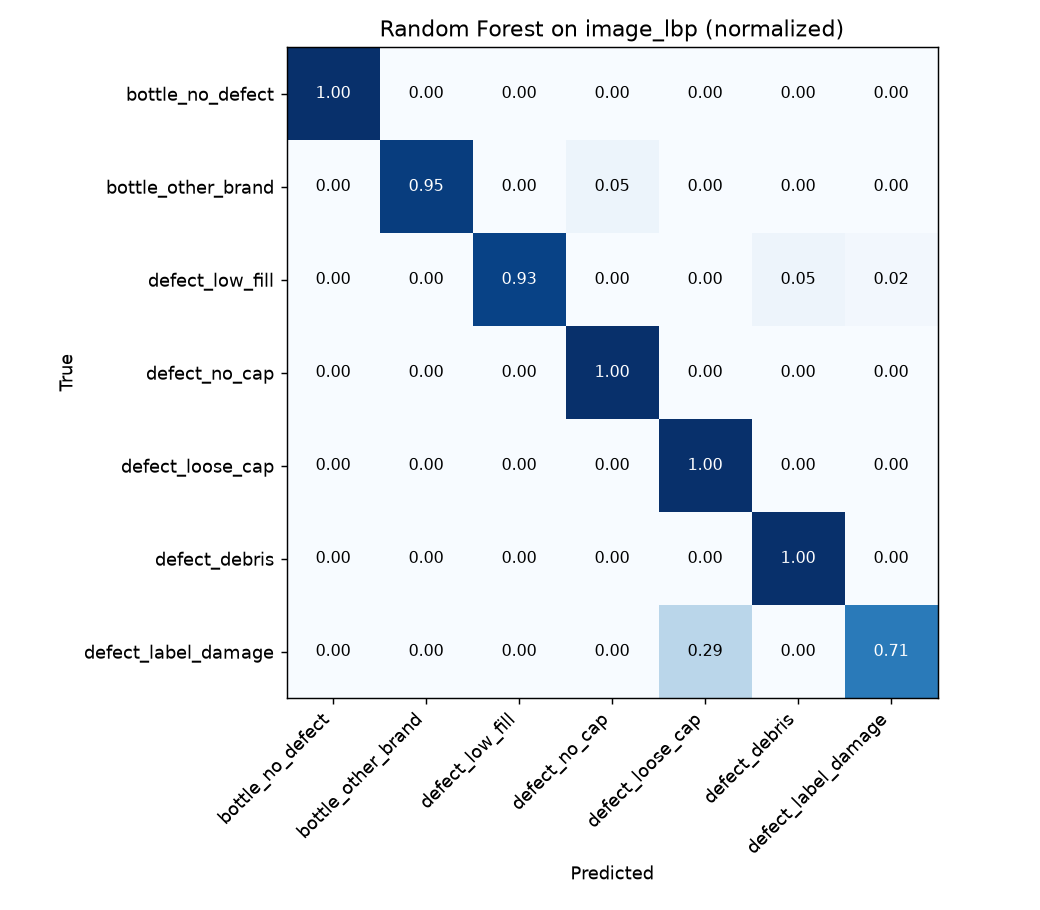 Random Forest on image_lbp (normalized)
True
bottle_no_defect 1.00 0.00 0.00 0.00 0.00 0.00 0.00
bottle_other_brand 0.00 0.95 0.00 0.05 0.00 0.00 0.00
defect_low_fill 0.00 0.00 0.93 0.00 0.00 0.05 0.02
defect_no_cap 0.00 0.00 0.00 1.00 0.00 0.00 0.00
defect_loose_cap 0.00 0.00 0.00 0.00 1.00 0.00 0.00
defect_debris 0.00 0.00 0.00 0.00 0.00 1.00 0.00
defect_label_damage 0.00 0.00 0.00 0.00 0.29 0.00 0.71
bottle_no_defect
bottle_other_brand
defect_low_fill
defect_no_cap
defect_loose_cap
defect_debris
defect_label_damage
Predicted